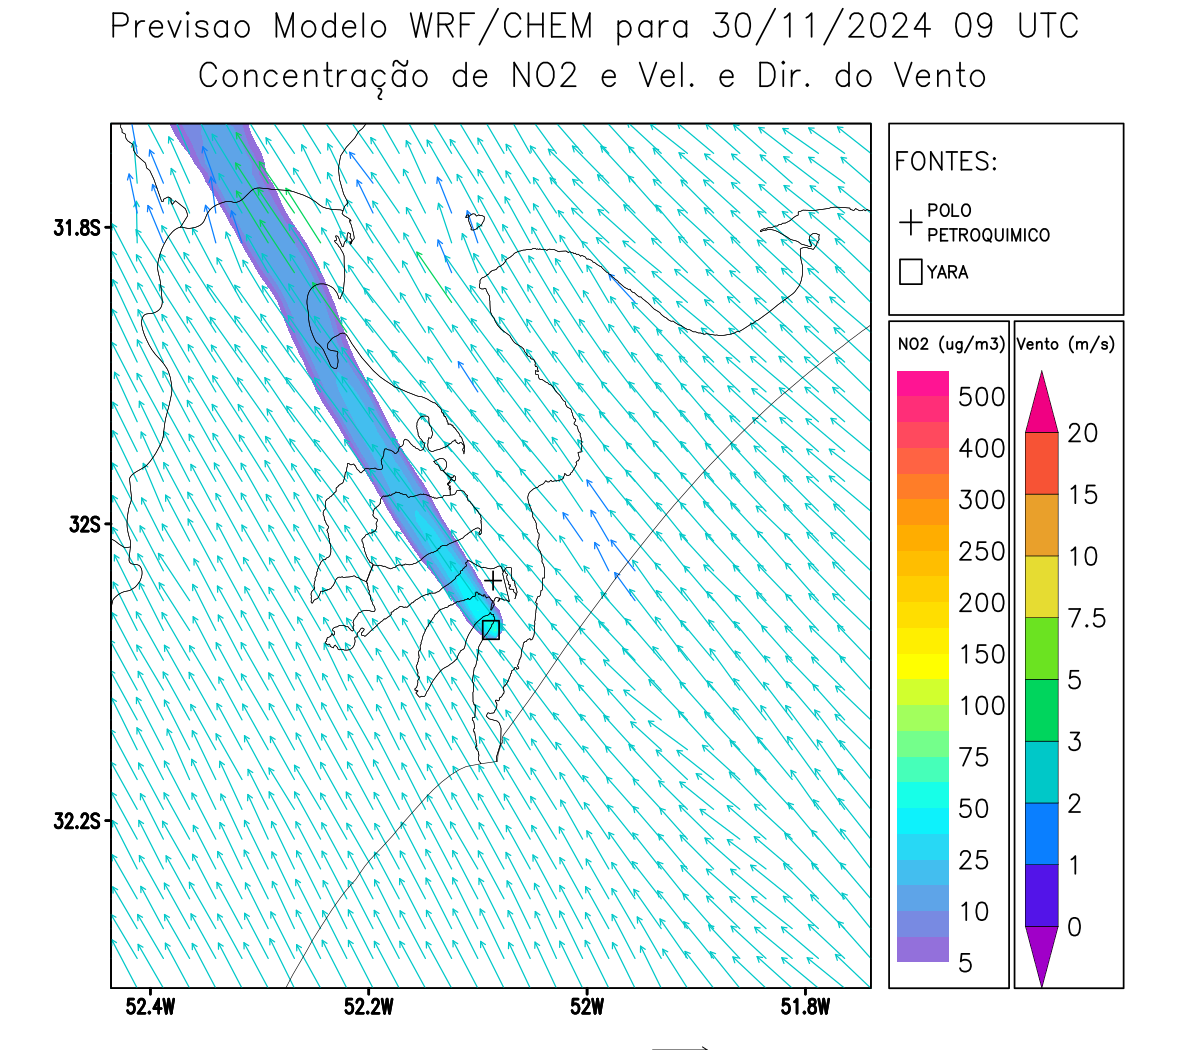 Previsao Modelo WRF/CHEM para 30/11/2024 09 UTC
Concentração de NO2 e Vel. e Dir. do Vento
FONTES:
POLO
PETROQUIMICO
YARA
31.8S
32S
32.2S
52.4W
52.2W
52W
51.8W
NO2 (ug/m3)
500
400
300
250
200
150
100
75
50
25
10
5
Vento (m/s)
20
15
10
7.5
5
3
2
1
0